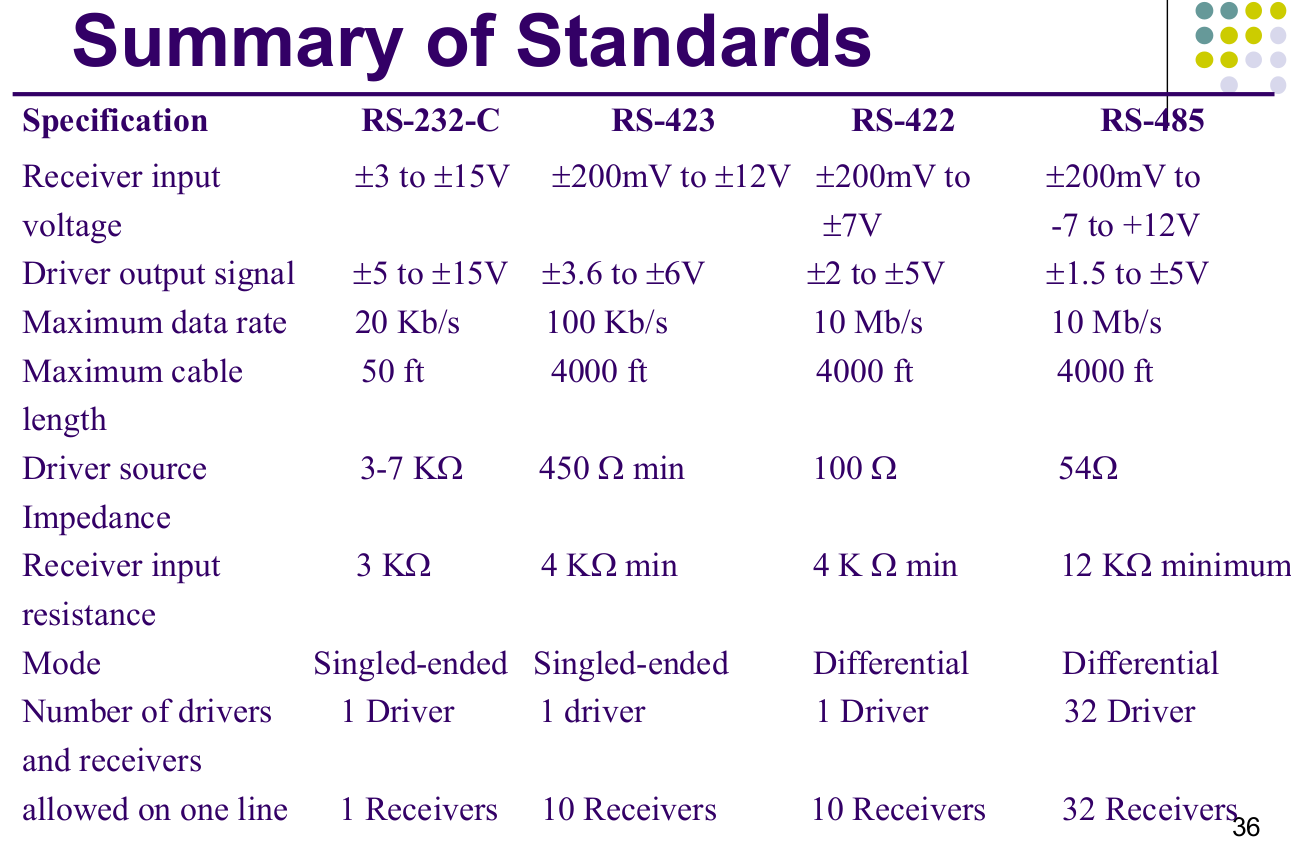 Summary of Standards
Specification RS-232-C RS-423 RS-422 RS-485
Receiver input ±3 to ±15V ±200mV to ±12V ±200mV to ±200mV to
voltage ±7V -7 to +12V
Driver output signal ±5 to ±15V ±3.6 to ±6V ±2 to ±5V ±1.5 to ±5V
Maximum data rate 20 Kb/s 100 Kb/s 10 Mb/s 10 Mb/s
Maximum cable 50 ft 4000 ft 4000 ft 4000 ft
length
Driver source 3-7 KΩ 450 Ω min 100 Ω 54Ω
Impedance
Receiver input 3 KΩ 4 KΩ min 4 K Ω min 12 KΩ minimum
resistance
Mode Singled-ended Singled-ended Differential Differential
Number of drivers 1 Driver 1 driver 1 Driver 32 Driver
and receivers
allowed on one line 1 Receivers 10 Receivers 10 Receivers 32 Receivers
36